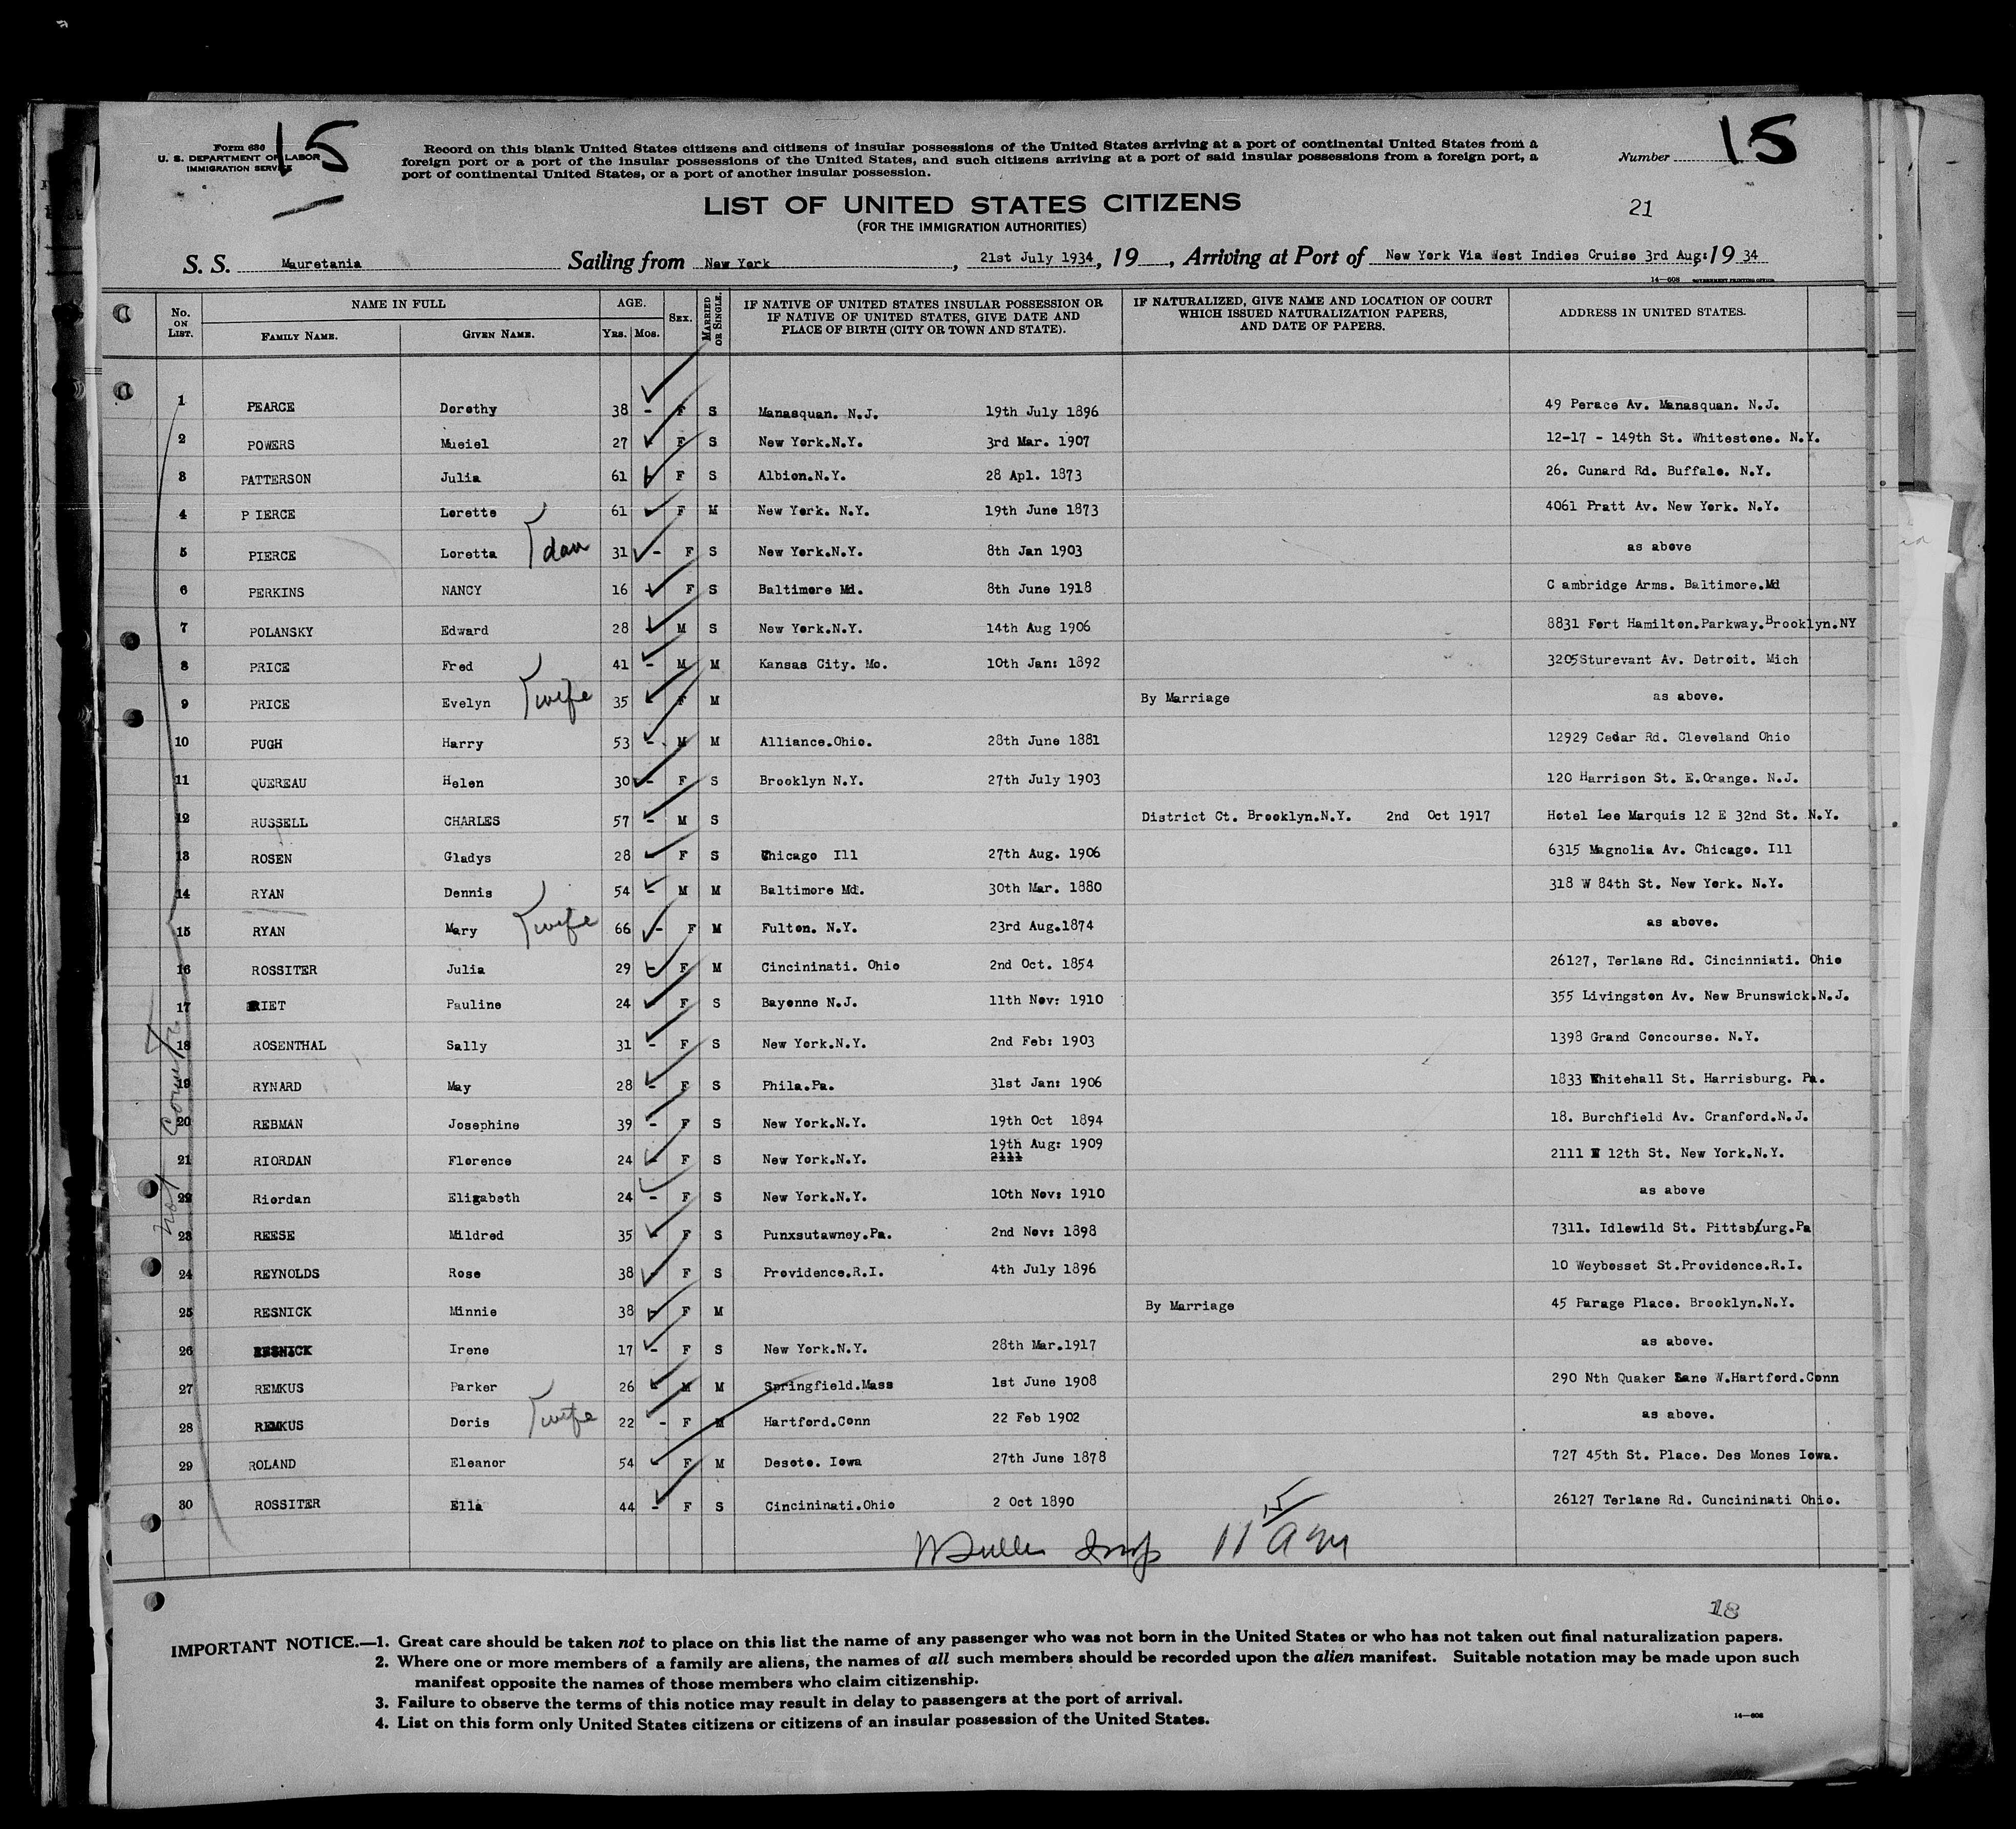 15
Form 630
U. S. DEPARTMENT OF LABOR
IMMIGRATION SERVICE
Record on this blank United States citizens and citizens of insular possessions of the United States arriving at a port of continental United States from a
foreign port or a port of the insular possessions of the United States, and such citizens arriving at a port of said insular possessions from a foreign port, a
port of continental United States, or a port of another insular possession.
Number 15
LIST OF UNITED STATES CITIZENS
(FOR THE IMMIGRATION AUTHORITIES)
21
S. S. Mauretania Sailing from New York, 21st July 1934, 19 , Arriving at Port of New York Via West Indies Cruise 3rd Aug: 19 34
14—608 GOVERNMENT PRINTING OFFICE
No. ON LIST. NAME IN FULL FAMILY NAME. GIVEN NAME. AGE. YRS. MOS. SEX. MARRIED OR SINGLE. IF NATIVE OF UNITED STATES INSULAR POSSESSION OR IF NATIVE OF UNITED STATES, GIVE DATE AND PLACE OF BIRTH (CITY OR TOWN AND STATE). IF NATURALIZED, GIVE NAME AND LOCATION OF COURT WHICH ISSUED NATURALIZATION PAPERS, AND DATE OF PAPERS. ADDRESS IN UNITED STATES.
1 PEARCE Dorothy 38 - F S Manasquan. N.J. 19th July 1896 49 Perace Av. Manasquan. N.J.
2 POWERS Mueiel 27 F S New York.N.Y. 3rd Mar. 1907 12-17 - 149th St. Whitestone. N.Y.
3 PATTERSON Julia 61 - F S Albion.N.Y. 28 Apl. 1873 26. Cunard Rd. Buffalo. N.Y.
4 P IERCE Lorette 61 - F M New York. N.Y. 19th June 1873 4061 Pratt Av. New York. N.Y.
5 PIERCE Loretta dau 31 - F S New York.N.Y. 8th Jan 1903 as above
6 PERKINS NANCY 16 - F S Baltimore Md. 8th June 1918 C ambridge Arms. Baltimore.Md
7 POLANSKY Edward 28 - M S New York.N.Y. 14th Aug 1906 8831 Fort Hamilton.Parkway.Brooklyn.NY
8 PRICE Fred 41 - M M Kansas City. Mo. 10th Jan: 1892 3205Sturevant Av. Detroit. Mich
9 PRICE Evelyn wife 35 - F M By Marriage as above.
10 PUGH Harry 53 - M M Alliance.Ohio. 28th June 1881 12929 Cedar Rd. Cleveland Ohio
11 QUEREAU Helen 30 - F S Brooklyn N.Y. 27th July 1903 120 Harrison St. E.Orange. N.J.
12 RUSSELL CHARLES 57 - M S District Ct. Brooklyn.N.Y. 2nd Oct 1917 Hotel Lee Marquis 12 E 32nd St. N.Y.
13 ROSEN Gladys 28 - F S Chicago Ill 27th Aug. 1906 6315 Magnolia Av. Chicago. Ill
14 RYAN Dennis 54 - M M Baltimore Md. 30th Mar. 1880 318 W 84th St. New York. N.Y.
15 RYAN Mary wife 66 - F M Fulton. N.Y. 23rd Aug.1874 as above.
16 ROSSITER Julia 29 - F M Cincininati. Ohio 2nd Oct. 1854 26127, Terlane Rd. Cincinniati. Ohio
17 RIET Pauline 24 - F S Bayonne N.J. 11th Nov: 1910 355 Livingston Av. New Brunswick.N.J.
18 ROSENTHAL Sally 31 - F S New York.N.Y. 2nd Feb: 1903 1398 Grand Concourse. N.Y.
19 RYNARD May 28 - F S Phila.Pa. 31st Jan: 1906 1833 Whitehall St. Harrisburg. Pa.
20 REBMAN Josephine 39 - F S New York.N.Y. 19th Oct 1894 18. Burchfield Av. Cranford.N.J.
21 RIORDAN Florence 24 - F S New York.N.Y. 19th Aug: 1909 2111 2111 E 12th St. New York.N.Y.
22 Riordan Eligabeth 24 - F S New York.N.Y. 10th Nov: 1910 as above
23 REESE Mildred 35 - F S Punxsutawney.Pa. 2nd Nov: 1898 7311. Idlewild St. Pittsburg.Pa
24 REYNOLDS Rose 38 - F S Providence.R.I. 4th July 1896 10 Weybosset St.Providence.R.I.
25 RESNICK Minnie 38 - F M By Marriage 45 Parage Place. Brooklyn.N.Y.
26 RESNICK Irene 17 - F S New York.N.Y. 28th Mar.1917 as above.
27 REMKUS Parker 26 - M M Springfield.Mass 1st June 1908 290 Nth Quaker Lane W.Hartford.Conn
28 REMKUS Doris wife 22 - F M Hartford.Conn 22 Feb 1902 as above.
29 ROLAND Eleanor 54 - F M Desoto. Iowa 27th June 1878 727 45th St. Place. Des Mones Iowa.
30 ROSSITER Ella 44 - F S Cincininati.Ohio 2 Oct 1890 26127 Terlane Rd. Cuncininati Ohio.
not
Insp 11 15 am
18
IMPORTANT NOTICE.—1. Great care should be taken not to place on this list the name of any passenger who was not born in the United States or who has not taken out final naturalization papers.
2. Where one or more members of a family are aliens, the names of all such members should be recorded upon the alien manifest. Suitable notation may be made upon such
manifest opposite the names of those members who claim citizenship.
3. Failure to observe the terms of this notice may result in delay to passengers at the port of arrival.
4. List on this form only United States citizens or citizens of an insular possession of the United States.
14—608